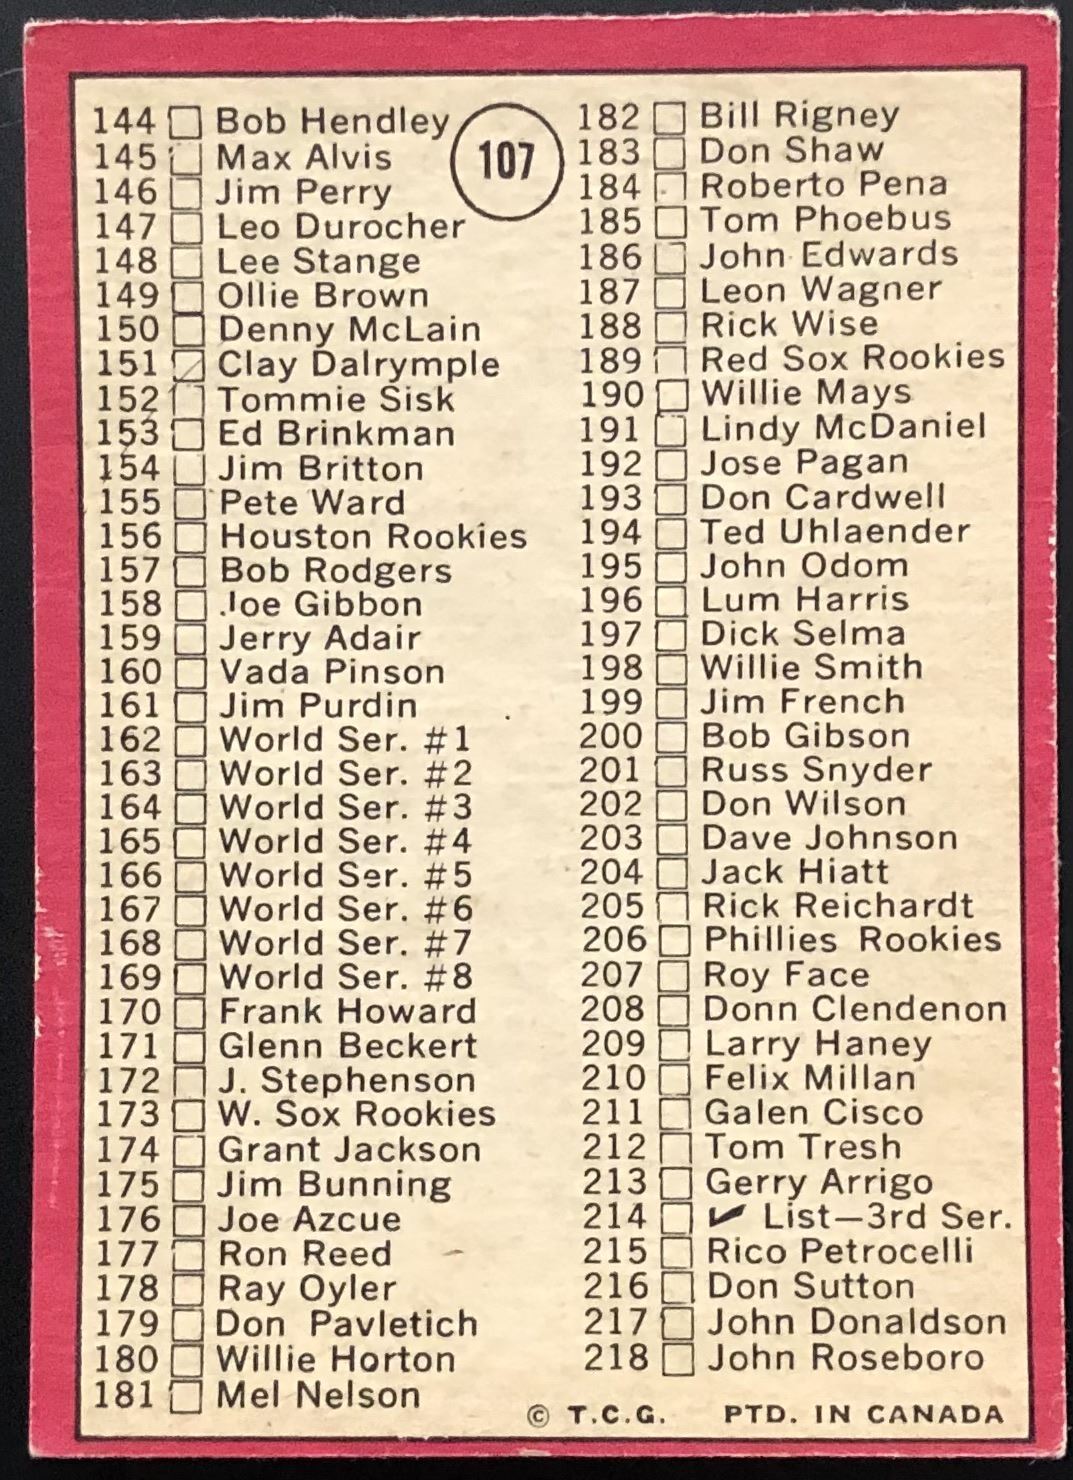 107
144 Bob Hendley
145 Max Alvis
146 Jim Perry
147 Leo Durocher
148 Lee Stange
149 Ollie Brown
150 Denny McLain
151 Clay Dalrymple
152 Tommie Sisk
153 Ed Brinkman
154 Jim Britton
155 Pete Ward
156 Houston Rookies
157 Bob Rodgers
158 Joe Gibbon
159 Jerry Adair
160 Vada Pinson
161 Jim Purdin
162 World Ser. #1
163 World Ser. #2
164 World Ser. #3
165 World Ser. #4
166 World Ser. #5
167 World Ser. #6
168 World Ser. #7
169 World Ser. #8
170 Frank Howard
171 Glenn Beckert
172 J. Stephenson
173 W. Sox Rookies
174 Grant Jackson
175 Jim Bunning
176 Joe Azcue
177 Ron Reed
178 Ray Oyler
179 Don Pavletich
180 Willie Horton
181 Mel Nelson
182 Bill Rigney
183 Don Shaw
184 Roberto Pena
185 Tom Phoebus
186 John Edwards
187 Leon Wagner
188 Rick Wise
189 Red Sox Rookies
190 Willie Mays
191 Lindy McDaniel
192 Jose Pagan
193 Don Cardwell
194 Ted Uhlaender
195 John Odom
196 Lum Harris
197 Dick Selma
198 Willie Smith
199 Jim French
200 Bob Gibson
201 Russ Snyder
202 Don Wilson
203 Dave Johnson
204 Jack Hiatt
205 Rick Reichardt
206 Phillies Rookies
207 Roy Face
208 Donn Clendenon
209 Larry Haney
210 Felix Millan
211 Galen Cisco
212 Tom Tresh
213 Gerry Arrigo
214 ✔ List—3rd Ser.
215 Rico Petrocelli
216 Don Sutton
217 John Donaldson
218 John Roseboro
© T.C.G. PTD. IN CANADA